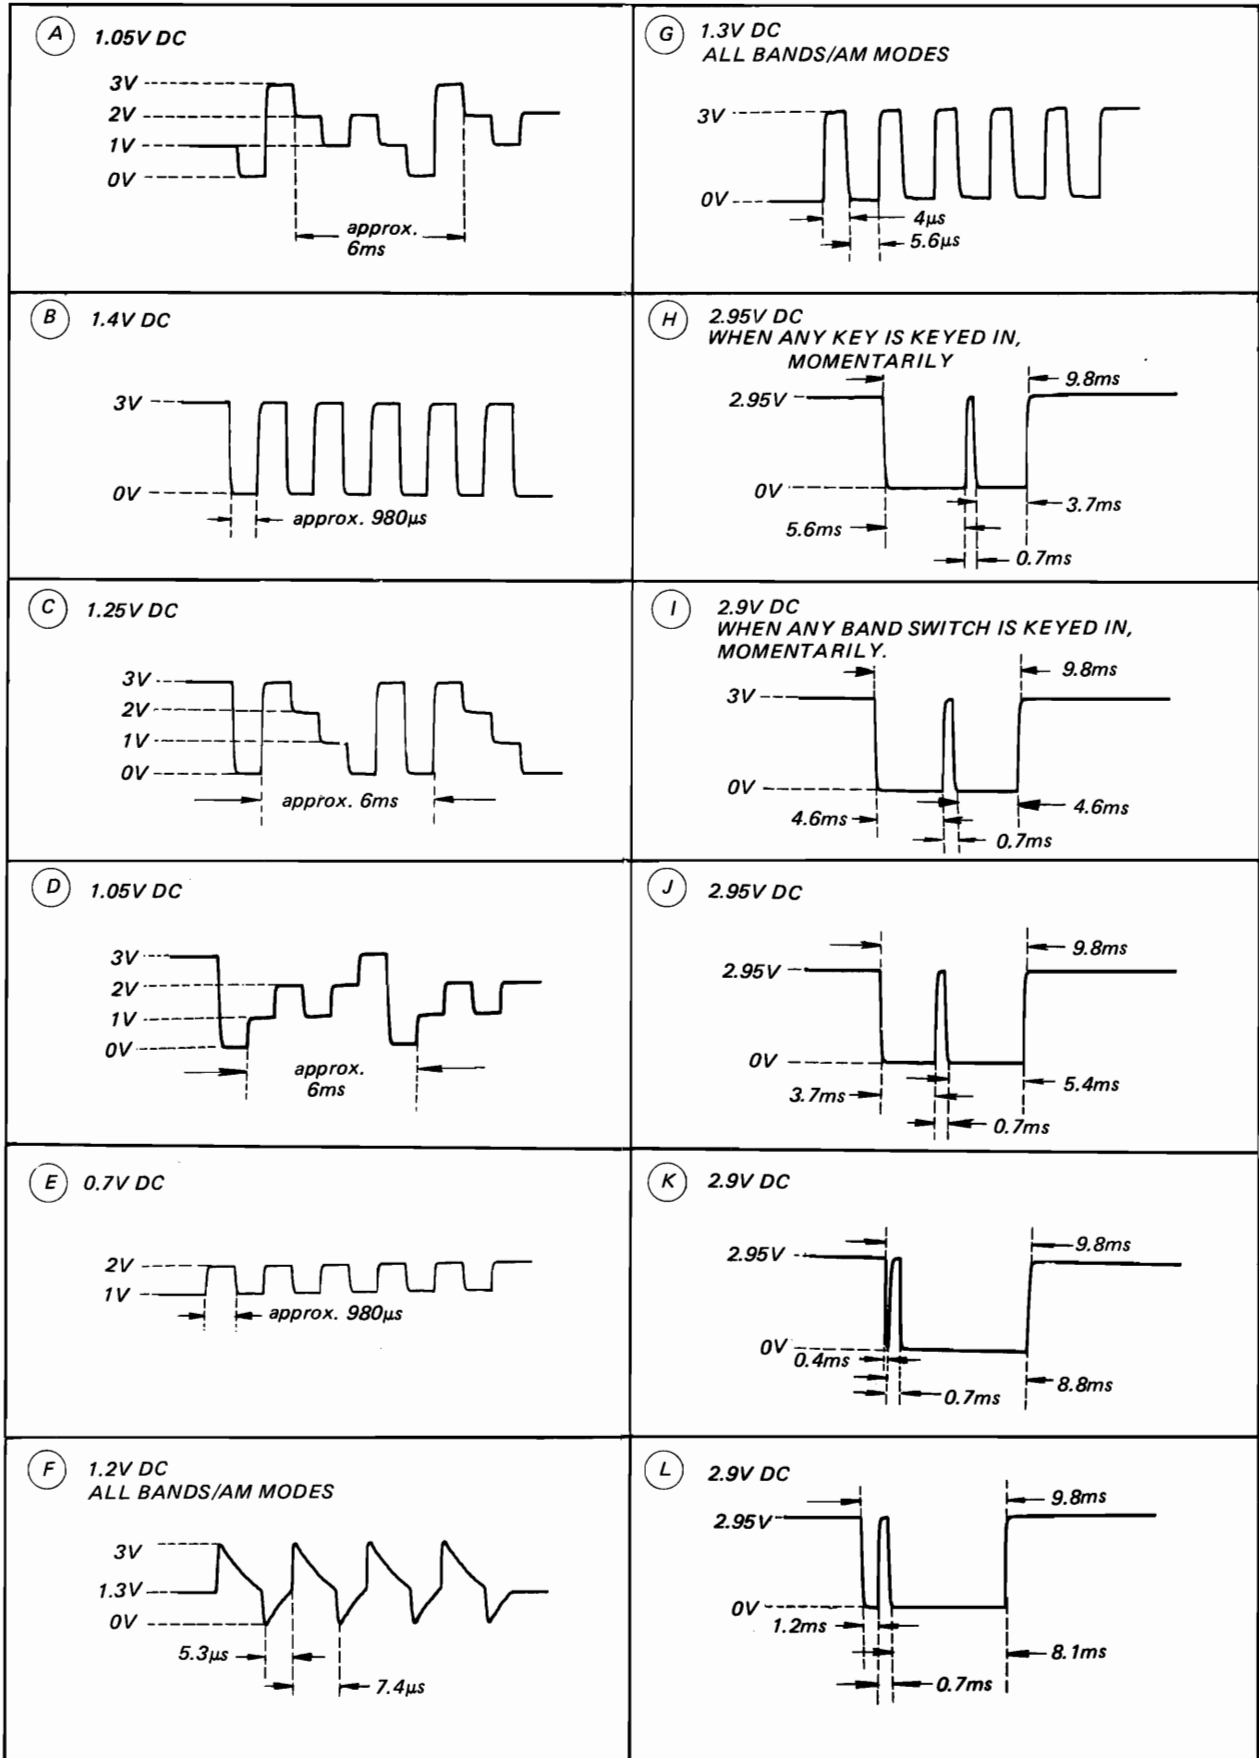 A 1.05V DC
3V
2V
1V
0V
approx.
6ms
B 1.4V DC
3V
0V
approx. 980µs
C 1.25V DC
3V
2V
1V
0V
approx. 6ms
D 1.05V DC
3V
2V
1V
0V
approx.
6ms
E 0.7V DC
2V
1V
approx. 980µs
F 1.2V DC
ALL BANDS/AM MODES
3V
1.3V
0V
5.3µs
7.4µs
G 1.3V DC
ALL BANDS/AM MODES
3V
0V
4µs
5.6µs
H 2.95V DC
WHEN ANY KEY IS KEYED IN,
MOMENTARILY
9.8ms
2.95V
0V
3.7ms
5.6ms
0.7ms
I 2.9V DC
WHEN ANY BAND SWITCH IS KEYED IN,
MOMENTARILY.
9.8ms
3V
0V
4.6ms
4.6ms
0.7ms
J 2.95V DC
9.8ms
2.95V
0V
5.4ms
3.7ms
0.7ms
K 2.9V DC
9.8ms
2.95V
0V
0.4ms
8.8ms
0.7ms
L 2.9V DC
9.8ms
2.95V
0V
1.2ms
8.1ms
0.7ms